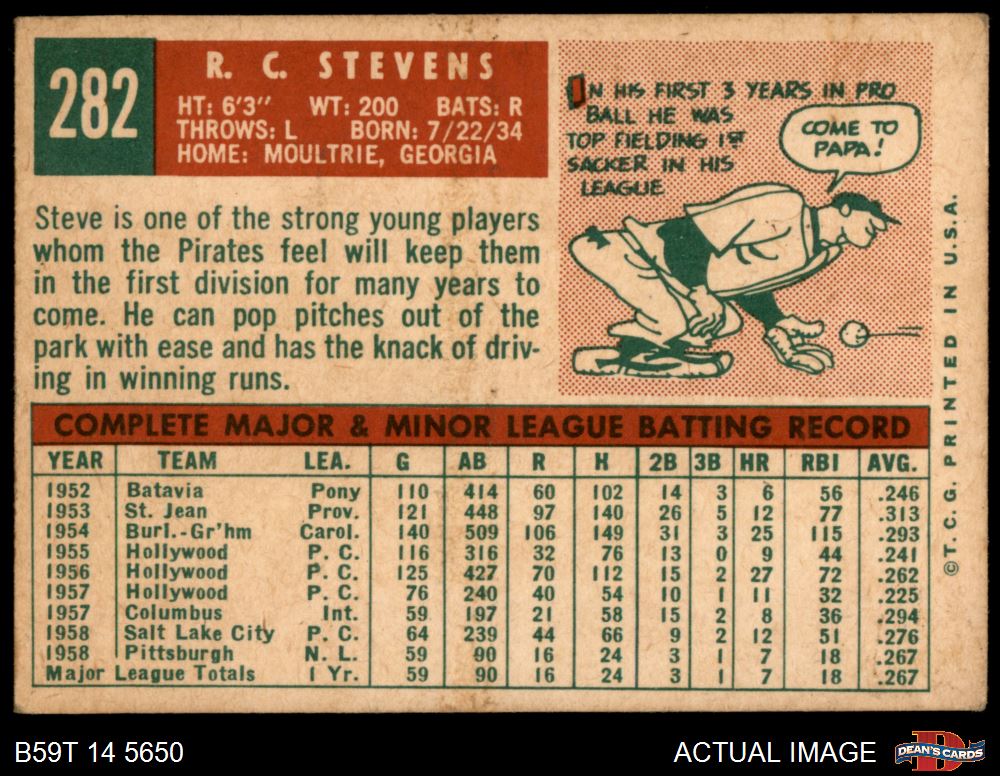 282
R. C. STEVENS
HT: 6'3" WT: 200 BATS: R
THROWS: L BORN: 7/22/34
HOME: MOULTRIE, GEORGIA
IN HIS FIRST 3 YEARS IN PRO
BALL HE WAS
TOP FIELDING 1ST
SACKER IN HIS
LEAGUE
COME TO
PAPA!
Steve is one of the strong young players
whom the Pirates feel will keep them
in the first division for many years to
come. He can pop pitches out of the
park with ease and has the knack of driv-
ing in winning runs.
COMPLETE MAJOR & MINOR LEAGUE BATTING RECORD
YEAR TEAM LEA. G AB R H 2B 3B HR RBI AVG.
1952 Batavia Pony 110 414 60 102 14 3 6 56 .246
1953 St. Jean Prov. 121 448 97 140 26 5 12 77 .313
1954 Burl.-Gr'hm Carol. 140 509 106 149 31 3 25 115 .293
1955 Hollywood P. C. 116 316 32 76 13 0 9 44 .241
1956 Hollywood P. C. 125 427 70 112 15 2 27 72 .262
1957 Hollywood P. C. 76 240 40 54 10 1 11 32 .225
1957 Columbus Int. 59 197 21 58 15 2 8 36 .294
1958 Salt Lake City P. C. 64 239 44 66 9 2 12 51 .276
1958 Pittsburgh N. L. 59 90 16 24 3 1 7 18 .267
Major League Totals 1 Yr. 59 90 16 24 3 1 7 18 .267
©T. C. G. PRINTED IN U.S.A.
B59T 14 5650
ACTUAL IMAGE
D
DEAN'S CARDS